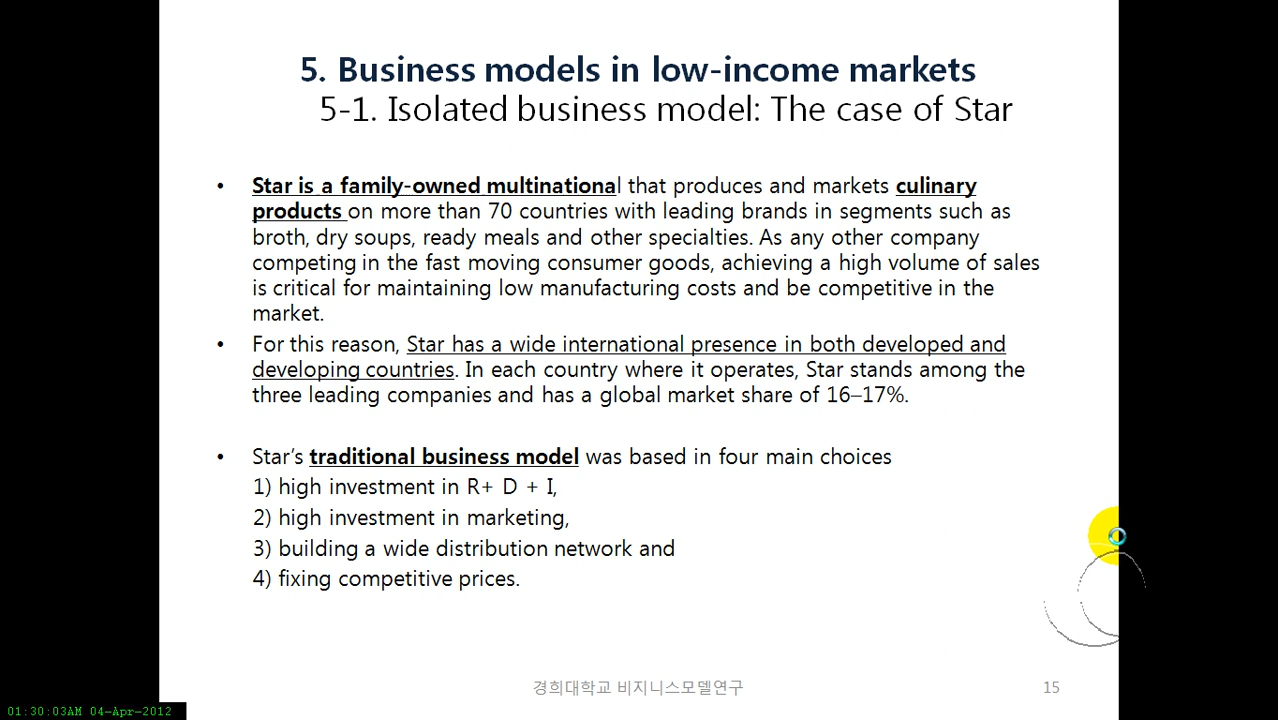 5. Business models in low-income markets
5-1. Isolated business model: The case of Star
• Star is a family-owned multinational that produces and markets culinary
products on more than 70 countries with leading brands in segments such as
broth, dry soups, ready meals and other specialties. As any other company
competing in the fast moving consumer goods, achieving a high volume of sales
is critical for maintaining low manufacturing costs and be competitive in the
market.
• For this reason, Star has a wide international presence in both developed and
developing countries. In each country where it operates, Star stands among the
three leading companies and has a global market share of 16–17%.
• Star’s traditional business model was based in four main choices
1) high investment in R+ D + I,
2) high investment in marketing,
3) building a wide distribution network and
4) fixing competitive prices.
경희대학교 비지니스모델연구
15
01:30:03AM 04-Apr-2012